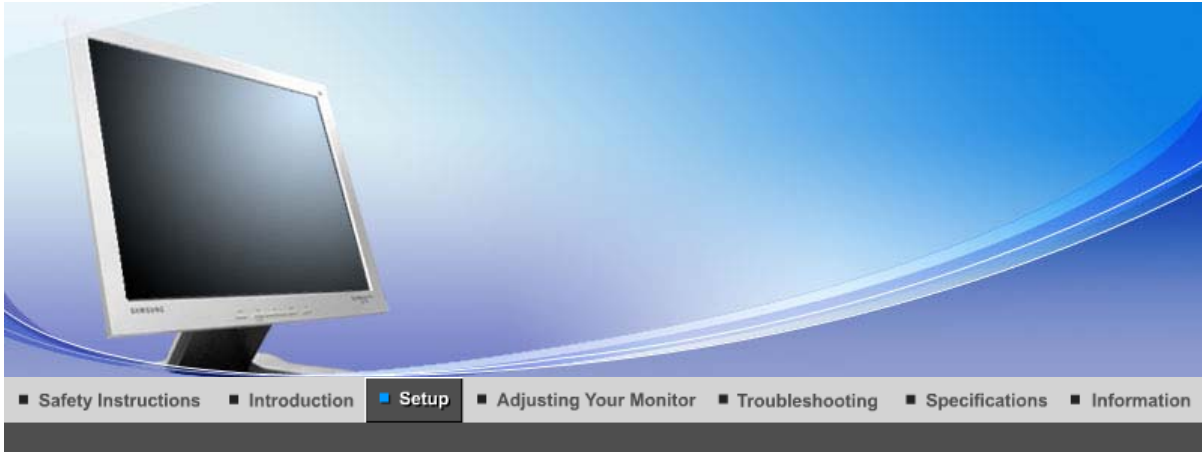 SAMSUNG
Safety Instructions Introduction Setup Adjusting Your Monitor Troubleshooting Specifications Information